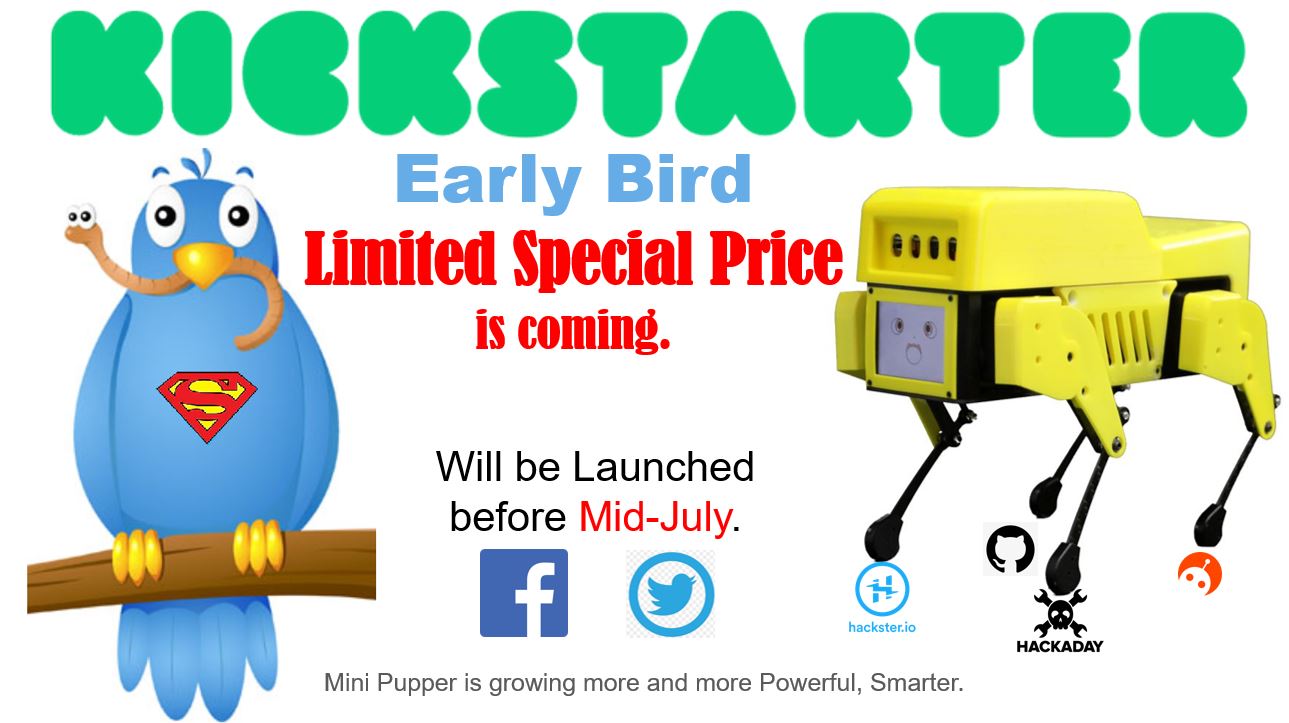 KICKSTARTER
Early Bird
Limited Special Price
is coming.
S
Will be Launched
before Mid-July.
f
hackster.io
HACKADAY
Mini Pupper is growing more and more Powerful, Smarter.